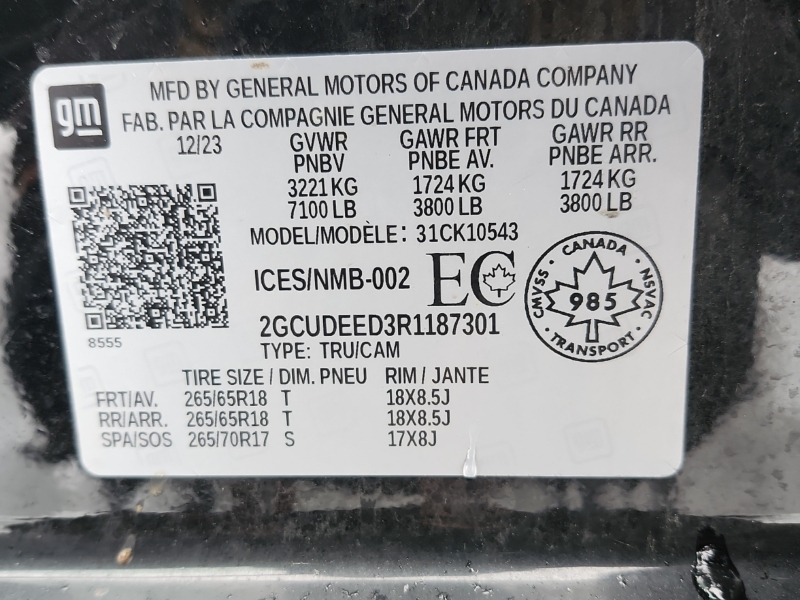 gm
MFD BY GENERAL MOTORS OF CANADA COMPANY
FAB. PAR LA COMPAGNIE GENERAL MOTORS DU CANADA
12/23 GVWR GAWR FRT GAWR RR
PNBV PNBE AV. PNBE ARR.
3221 KG 1724 KG 1724 KG
7100 LB 3800 LB 3800 LB
MODEL/MODÈLE: 31CK10543
ICES/NMB-002 EC
CANADA
CMVSS 985 NSVAC
TRANSPORT
8555
2GCUDEED3R1187301
TYPE: TRU/CAM
TIRE SIZE / DIM. PNEU RIM / JANTE
FRT/AV. 265/65R18 T 18X8.5J
RR/ARR. 265/65R18 T 18X8.5J
SPA/SOS 265/70R17 S 17X8J